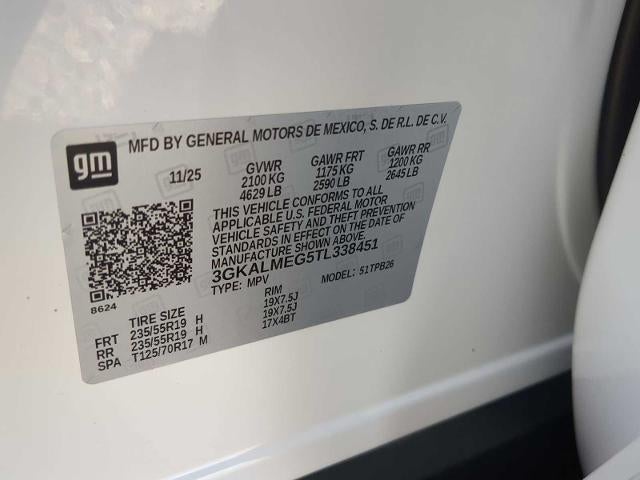 gm
MFD BY GENERAL MOTORS DE MEXICO, S. DE R.L. DE C.V.
11/25 GVWR GAWR FRT GAWR RR
2100 KG 1175 KG 1200 KG
4629 LB 2590 LB 2645 LB
THIS VEHICLE CONFORMS TO ALL
APPLICABLE U.S. FEDERAL MOTOR
VEHICLE SAFETY AND THEFT PREVENTION
STANDARDS IN EFFECT ON THE DATE OF
MANUFACTURE SHOWN ABOVE.
3GKALMEG5TL338451
TYPE: MPV MODEL: 51TPB26
8624
TIRE SIZE RIM
FRT 235/55R19 H 19X7.5J
RR 235/55R19 H 19X7.5J
SPA T125/70R17 M 17X4BT